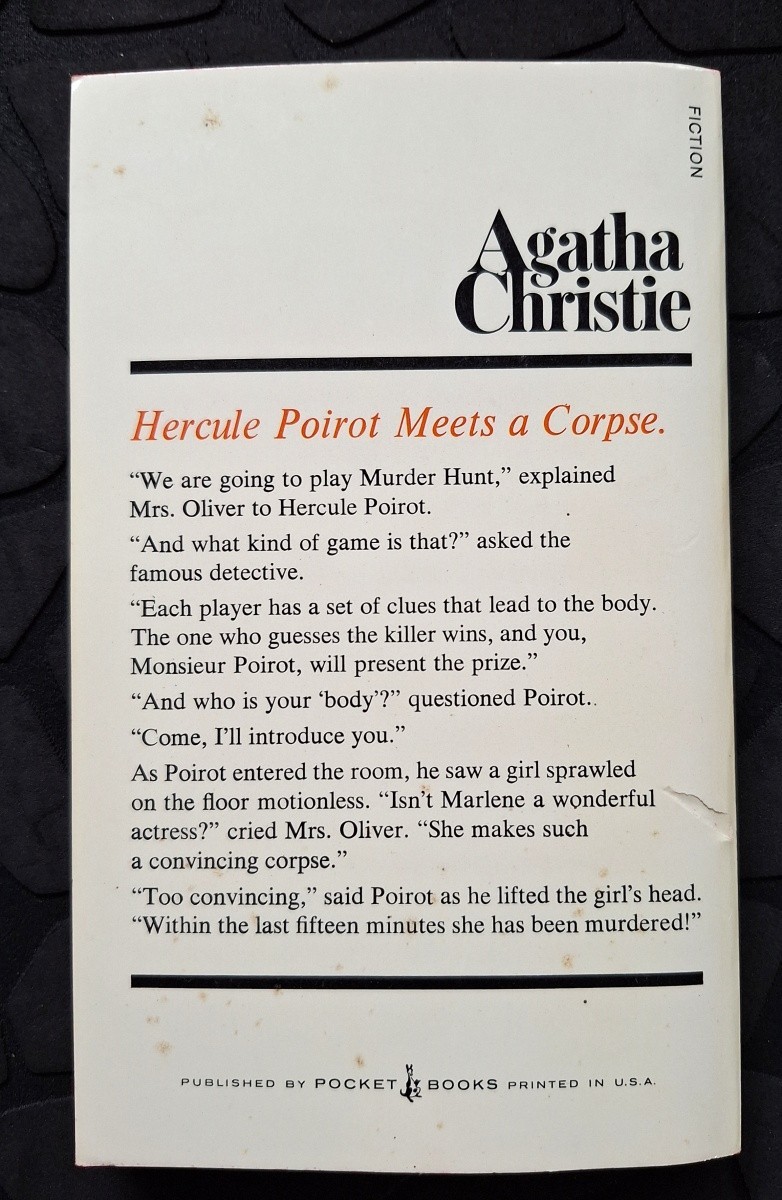 FICTION
Agatha
Christie
Hercule Poirot Meets a Corpse.
“We are going to play Murder Hunt,” explained
Mrs. Oliver to Hercule Poirot.
“And what kind of game is that?” asked the
famous detective.
“Each player has a set of clues that lead to the body.
The one who guesses the killer wins, and you,
Monsieur Poirot, will present the prize.”
“And who is your ‘body’?” questioned Poirot.
“Come, I’ll introduce you.”
As Poirot entered the room, he saw a girl sprawled
on the floor motionless. “Isn’t Marlene a wonderful
actress?” cried Mrs. Oliver. “She makes such
a convincing corpse.”
“Too convincing,” said Poirot as he lifted the girl’s head.
“Within the last fifteen minutes she has been murdered!”
PUBLISHED BY POCKET BOOKS PRINTED IN U.S.A.